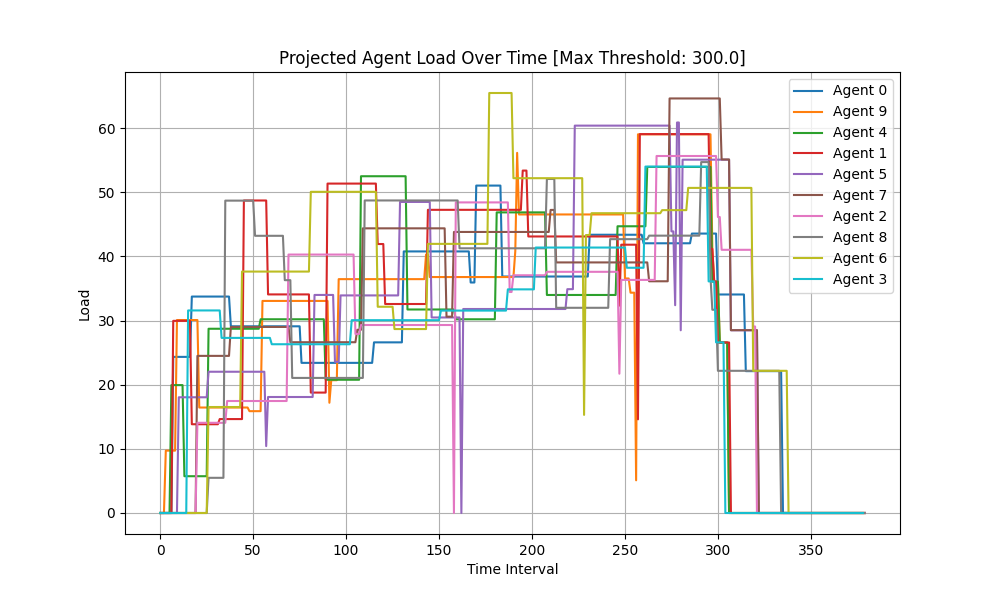 Projected Agent Load Over Time [Max Threshold: 300.0]
Load
60
50
40
30
20
10
0
0 50 100 150 200 250 300 350
Time Interval
Agent 0
Agent 9
Agent 4
Agent 1
Agent 5
Agent 7
Agent 2
Agent 8
Agent 6
Agent 3